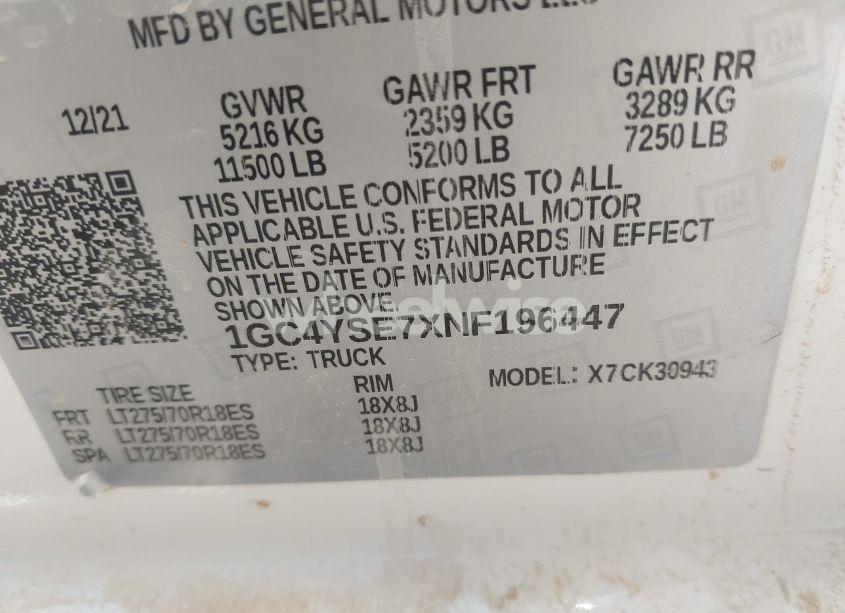 MFD BY GENERAL MOTORS LLC
12/21
GVWR
5216 KG
11500 LB
GAWR FRT
2359 KG
5200 LB
GAWR RR
3289 KG
7250 LB
THIS VEHICLE CONFORMS TO ALL
APPLICABLE U.S. FEDERAL MOTOR
VEHICLE SAFETY STANDARDS IN EFFECT
ON THE DATE OF MANUFACTURE
SHOWN ABOVE.
1GC4YSE7XNF196447
TYPE: TRUCK
MODEL: X7CK30943
TIRE SIZE RIM
FRT LT275/70R18ES 18X8J
RR LT275/70R18ES 18X8J
SPA LT275/70R18ES 18X8J